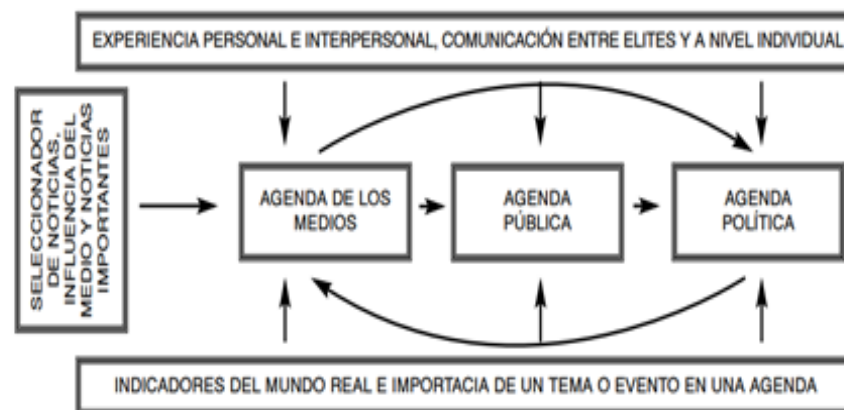 EXPERIENCIA PERSONAL E INTERPERSONAL, COMUNICACIÓN ENTRE ELITES Y A NIVEL INDIVIDUAL
SELECCIONADOR
DE NOTICIAS,
INFLUENCIA DEL
MEDIO Y NOTICIAS
IMPORTANTES
AGENDA DE LOS
MEDIOS
AGENDA
PÚBLICA
AGENDA
POLÍTICA
INDICADORES DEL MUNDO REAL E IMPORTACIA DE UN TEMA O EVENTO EN UNA AGENDA